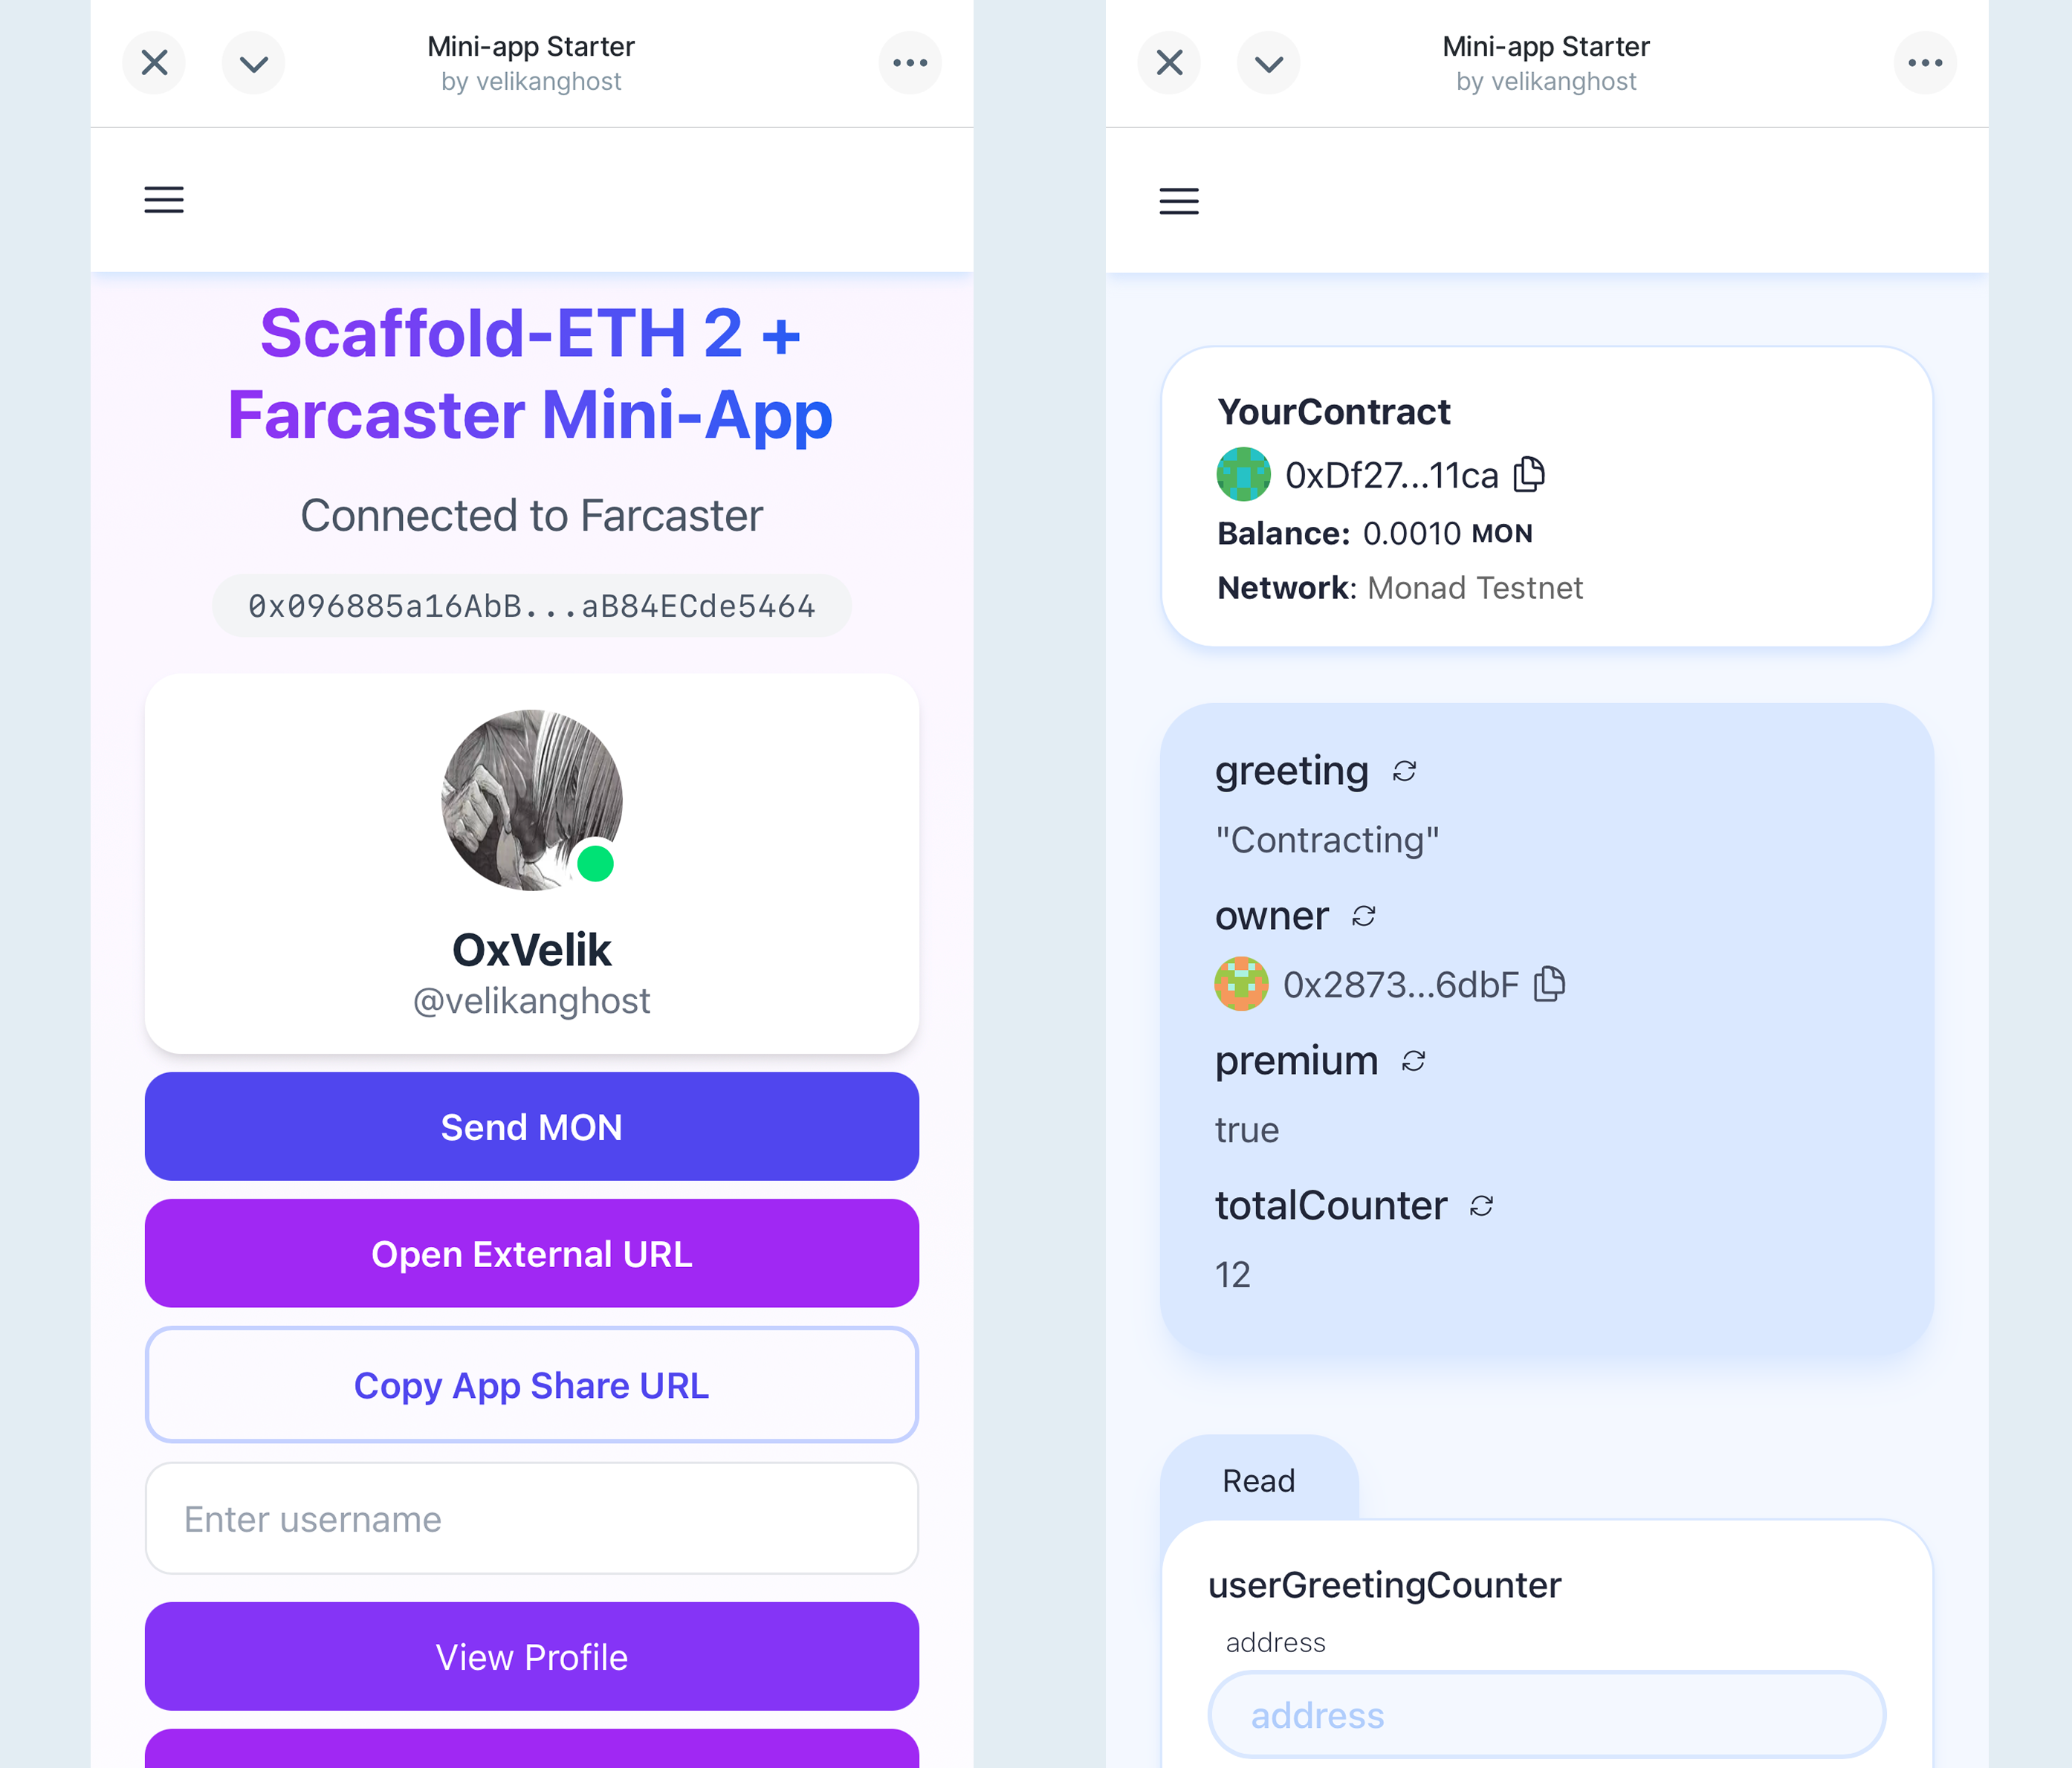 Mini-app Starter
by velikanghost
Scaffold-ETH 2 +
Farcaster Mini-App
Connected to Farcaster
0x096885a16AbB...aB84ECde5464
OxVelik
@velikanghost
Send MON
Open External URL
Copy App Share URL
Enter username
View Profile
Mini-app Starter
by velikanghost
YourContract
0xDf27...11ca
Balance: 0.0010 MON
Network: Monad Testnet
greeting
"Contracting"
owner
0x2873...6dbF
premium
true
totalCounter
12
Read
userGreetingCounter
address
address